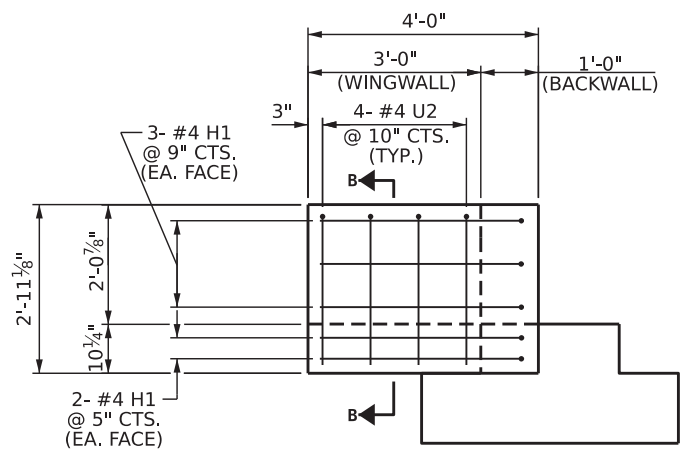 4'-0"
3'-0"
(WINGWALL)
1'-0"
(BACKWALL)
3"
4- #4 U2
@ 10" CTS.
(TYP.)
3- #4 H1
@ 9" CTS.
(EA. FACE)
B
2'-11⅛"
2'-0⅞"
10¼"
2- #4 H1
@ 5" CTS.
(EA. FACE)
B